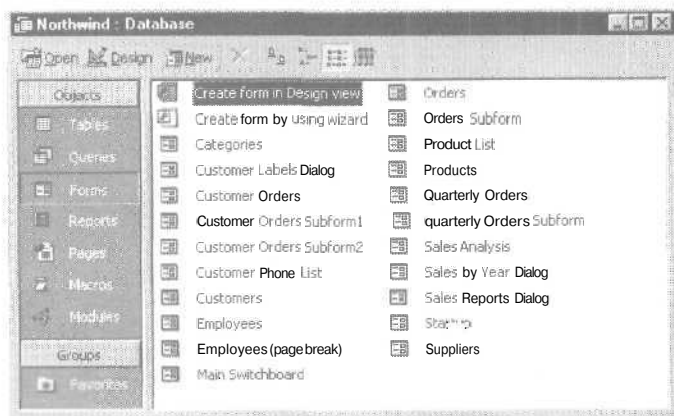 Northwind : Database
Open Design New
Objects
Tables
Queries
Forms
Reports
Pages
Macros
Modules
Groups
Favorites
Create form in Design view
Create form by using wizard
Categories
Customer Labels Dialog
Customer Orders
Customer Orders Subform1
Customer Orders Subform2
Customer Phone List
Customers
Employees
Employees (page break)
Main Switchboard
Orders
Orders Subform
Product List
Products
Quarterly Orders
quarterly Orders Subform
Sales Analysis
Sales by Year Dialog
Sales Reports Dialog
Suppliers